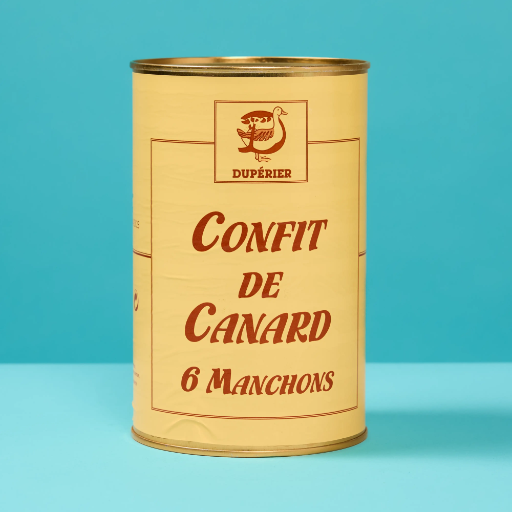 DUPÉRIER
CONFIT
DE
CANARD
6 MANCHONS